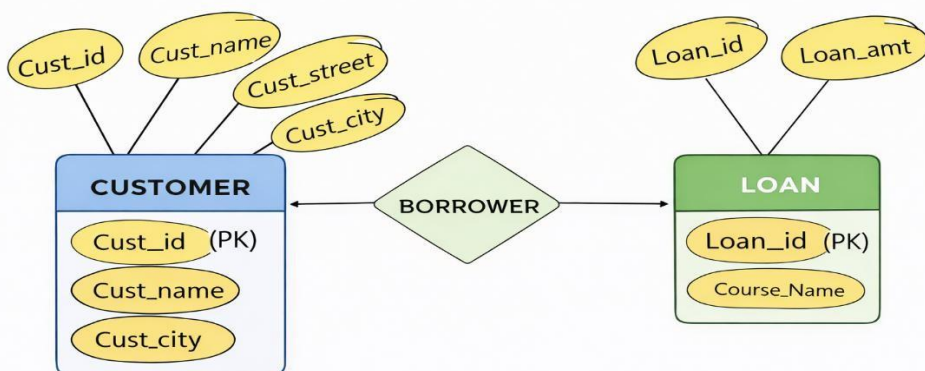 Cust_id
Cust_name
Cust_street
Cust_city
Loan_id
Loan_amt
CUSTOMER
Cust_id (PK)
Cust_name
Cust_city
BORROWER
LOAN
Loan_id (PK)
Course_Name